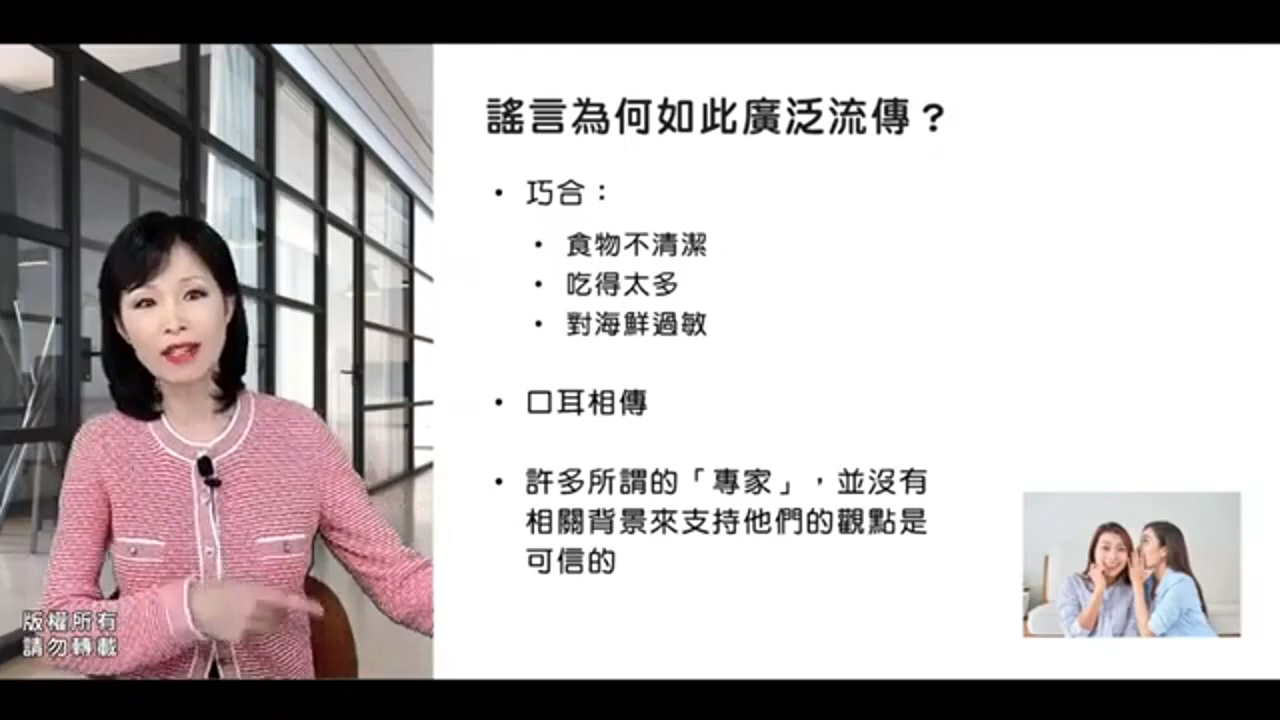 謠言為何如此廣泛流傳？
• 巧合：
• 食物不清潔
• 吃得太多
• 對海鮮過敏
• 口耳相傳
• 許多所謂的「專家」，並沒有
相關背景來支持他們的觀點是
可信的
版權所有
請勿轉載